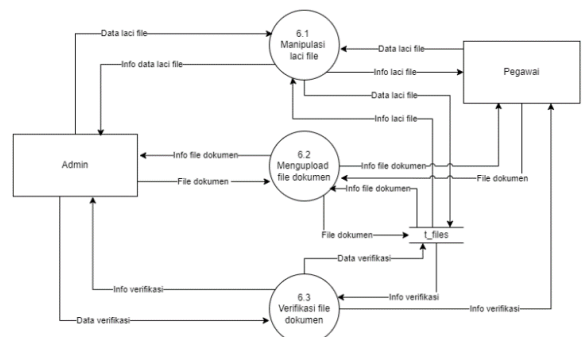 6.1
Manipulasi
laci file
Data laci file
Data laci file
Info data laci file
Info laci file
Pegawai
Data laci file
Info laci file
6.2
Mengupload
file dokumen
Admin
Info file dokumen
Info file dokumen
File dokumen
File dokumen
Info file dokumen
File dokumen
t_files
Data verifikasi
6.3
Verifikasi file
dokumen
Info verifikasi
Info verifikasi
Info verifikasi
Data verifikasi